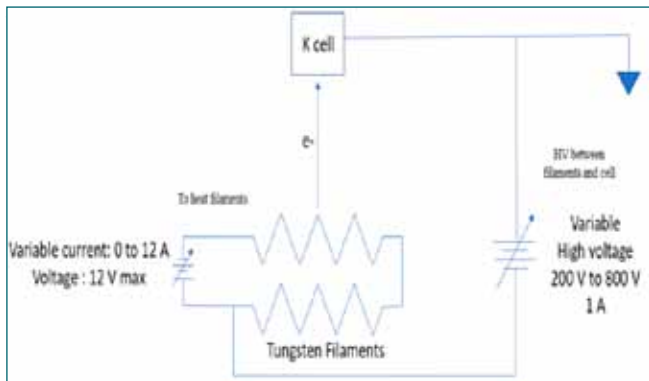 K cell
e-
HV between
filaments and cell
To heat filaments
Variable current: 0 to 12 A
Voltage : 12 V max
Variable
High voltage
200 V to 800 V
1 A
Tungsten Filaments